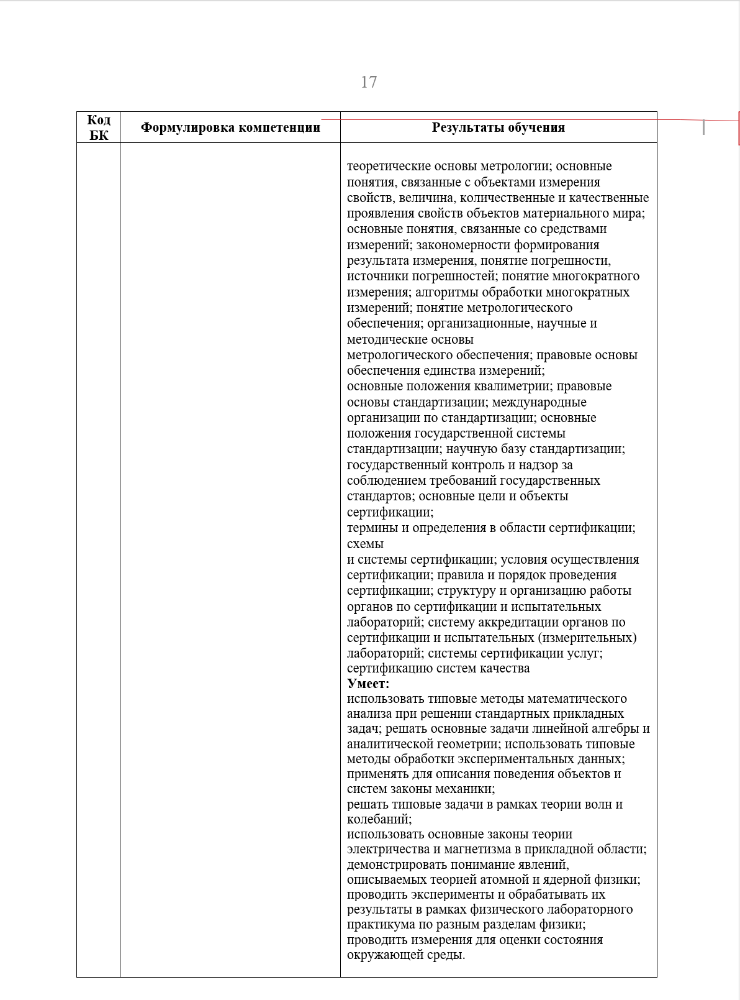 17
Код
БК
Формулировка компетенции
Результаты обучения
теоретические основы метрологии; основные
понятия, связанные с объектами измерения
свойств, величина, количественные и качественные
проявления свойств объектов материального мира;
основные понятия, связанные со средствами
измерений; закономерности формирования
результата измерения, понятие погрешности,
источники погрешностей; понятие многократного
измерения; алгоритмы обработки многократных
измерений; понятие метрологического
обеспечения; организационные, научные и
методические основы
метрологического обеспечения; правовые основы
обеспечения единства измерений;
основные положения квалиметрии; правовые
основы стандартизации; международные
организации по стандартизации; основные
положения государственной системы
стандартизации; научную базу стандартизации;
государственный контроль и надзор за
соблюдением требований государственных
стандартов; основные цели и объекты
сертификации;
термины и определения в области сертификации;
схемы
и системы сертификации; условия осуществления
сертификации; правила и порядок проведения
сертификации; структуру и организацию работы
органов по сертификации и испытательных
лабораторий; систему аккредитации органов по
сертификации и испытательных (измерительных)
лабораторий; системы сертификации услуг;
сертификацию систем качества
Умеет:
использовать типовые методы математического
анализа при решении стандартных прикладных
задач; решать основные задачи линейной алгебры и
аналитической геометрии; использовать типовые
методы обработки экспериментальных данных;
применять для описания поведения объектов и
систем законы механики;
решать типовые задачи в рамках теории волн и
колебаний;
использовать основные законы теории
электричества и магнетизма в прикладной области;
демонстрировать понимание явлений,
описываемых теорией атомной и ядерной физики;
проводить эксперименты и обрабатывать их
результаты в рамках физического лабораторного
практикума по разным разделам физики;
проводить измерения для оценки состояния
окружающей среды.